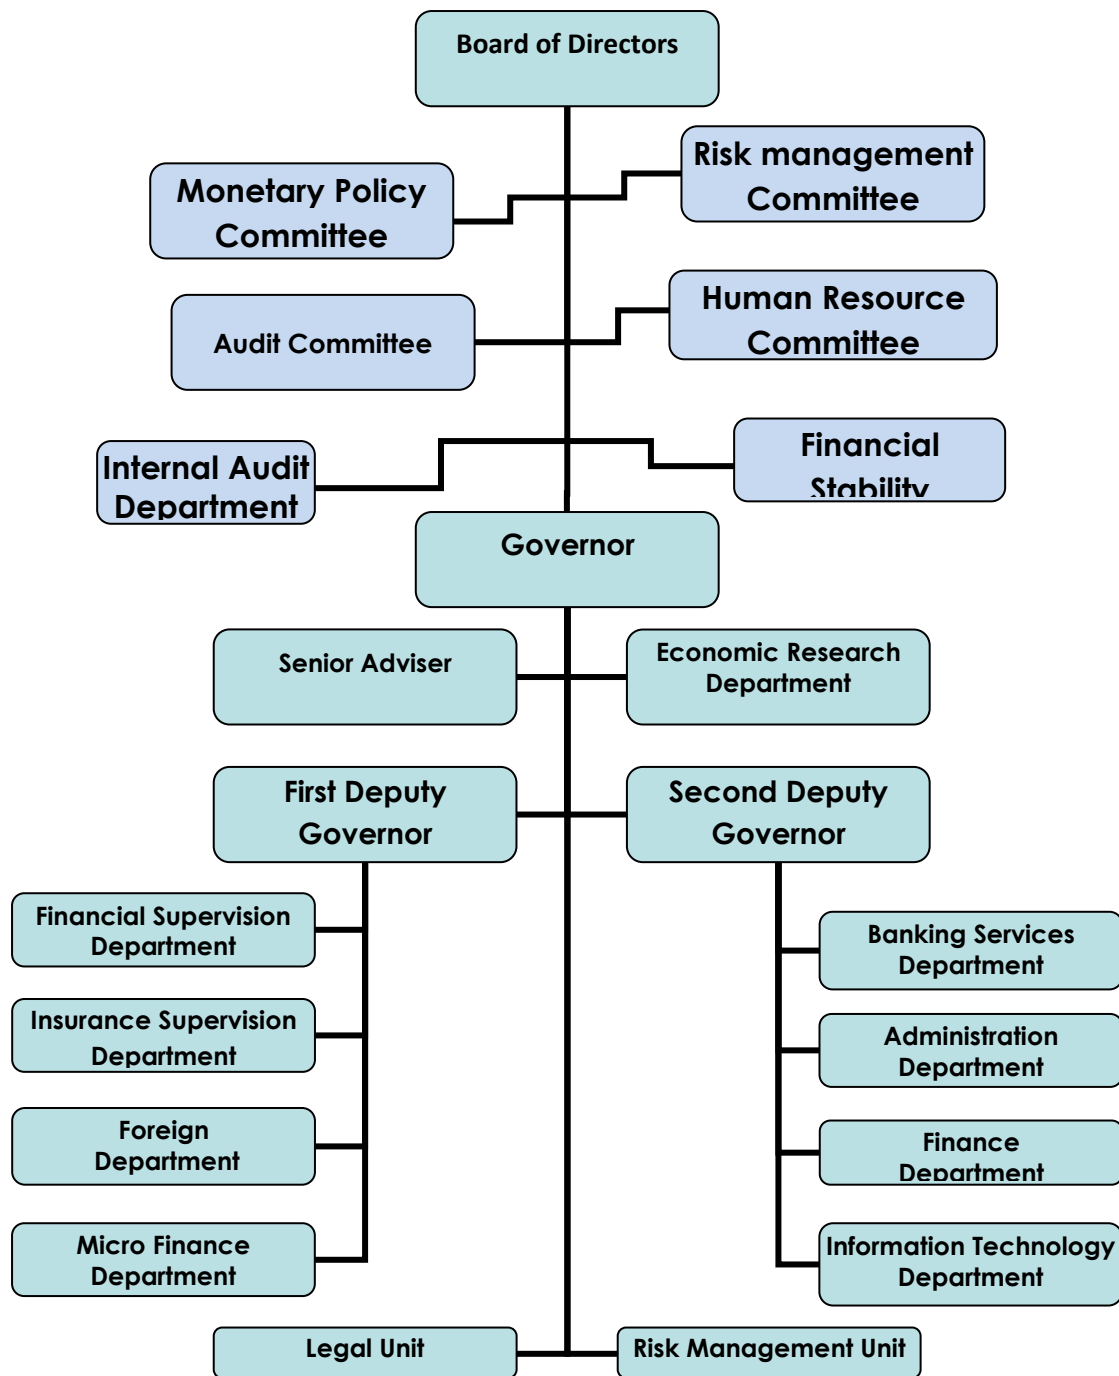 Board of Directors
Risk management
Committee
Monetary Policy
Committee
Human Resource
Committee
Audit Committee
Financial
Stability
Internal Audit
Department
Governor
Senior Adviser
Economic Research
Department
First Deputy
Governor
Second Deputy
Governor
Financial Supervision
Department
Banking Services
Department
Insurance Supervision
Department
Administration
Department
Foreign
Department
Finance
Department
Micro Finance
Department
Information Technology
Department
Legal Unit
Risk Management Unit